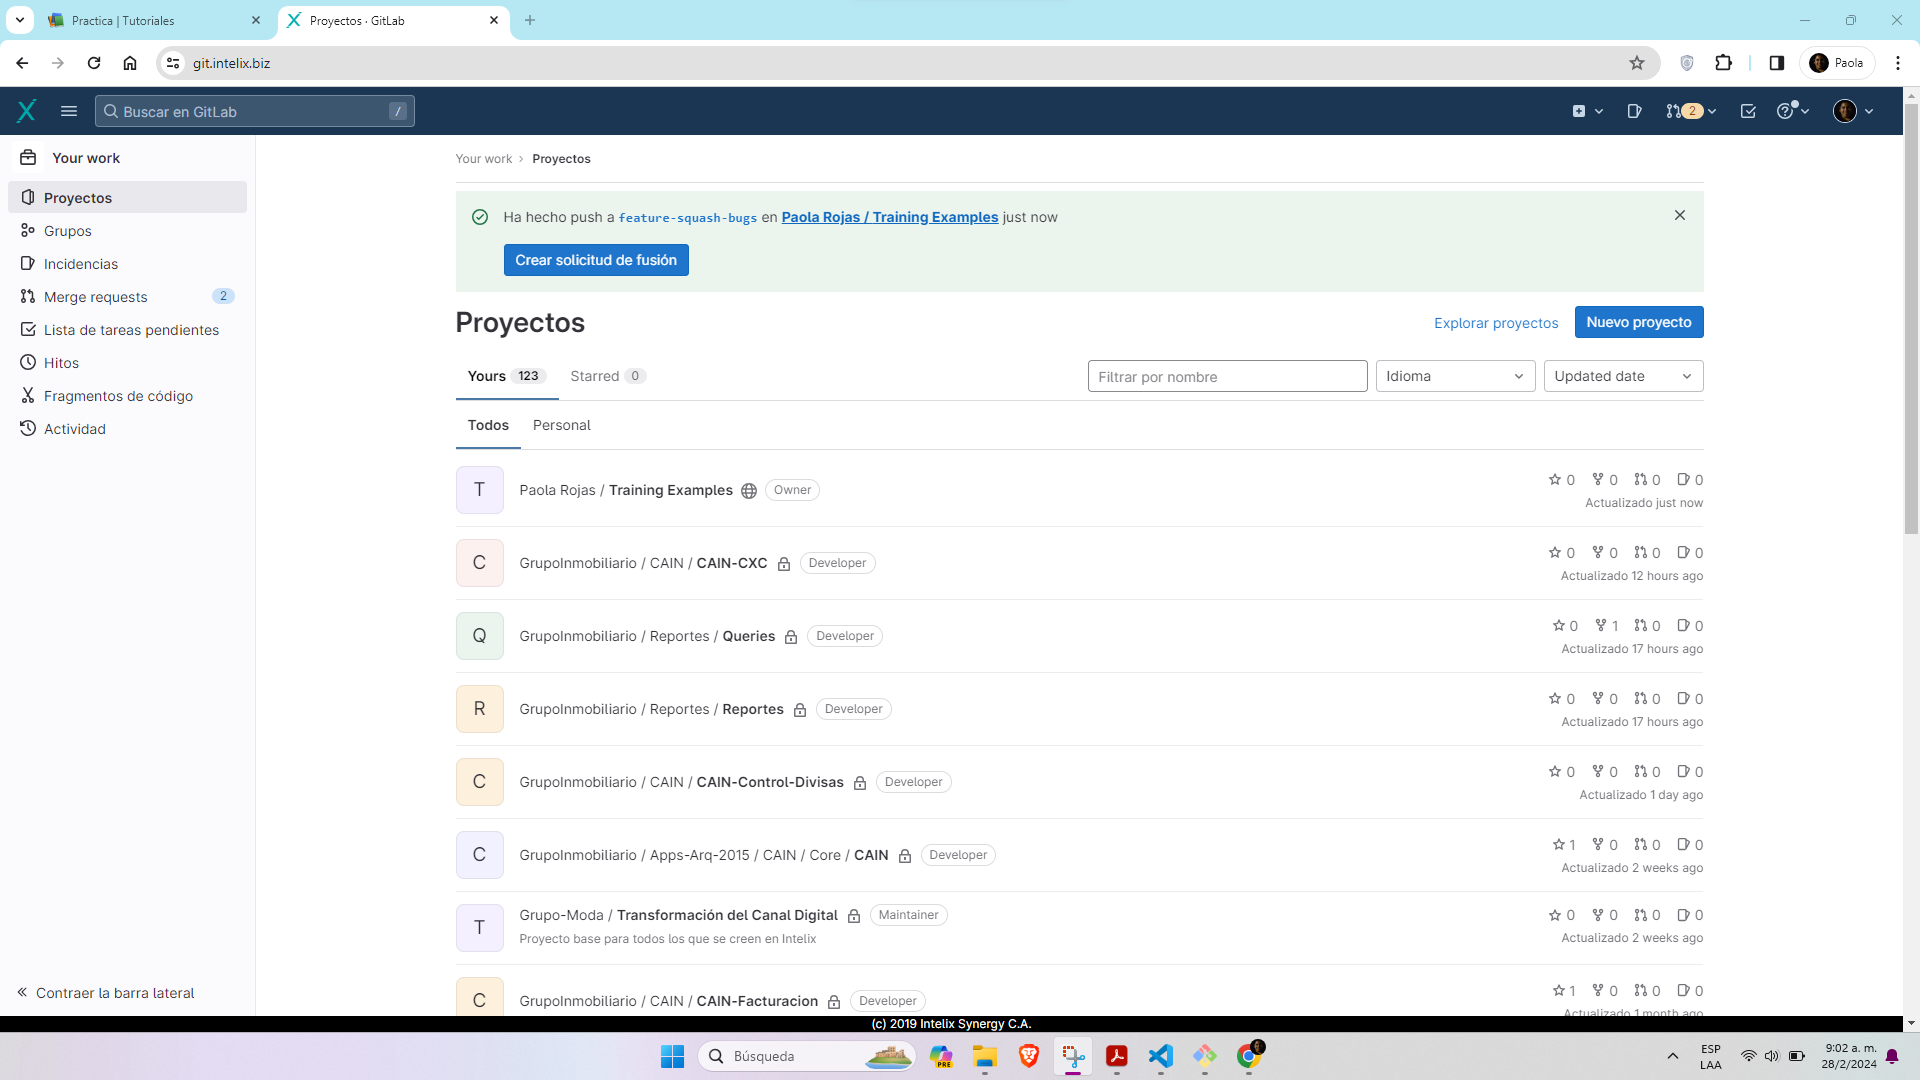 Practica | Tutoriales
Proyectos · GitLab
git.intelix.biz
Paola
Buscar en GitLab
/
2
Your work
Proyectos
Grupos
Incidencias
Merge requests
2
Lista de tareas pendientes
Hitos
Fragmentos de código
Actividad
Contraer la barra lateral
Your work › Proyectos
Ha hecho push a feature-squash-bugs en Paola Rojas / Training Examples just now
Crear solicitud de fusión
Proyectos
Explorar proyectos
Nuevo proyecto
Yours 123
Starred 0
Filtrar por nombre
Idioma
Updated date
Todos
Personal
T
Paola Rojas / Training Examples
Owner
0 0 0 0
Actualizado just now
C
GrupoInmobiliario / CAIN / CAIN-CXC
Developer
0 0 0 0
Actualizado 12 hours ago
Q
GrupoInmobiliario / Reportes / Queries
Developer
0 1 0 0
Actualizado 17 hours ago
R
GrupoInmobiliario / Reportes / Reportes
Developer
0 0 0 0
Actualizado 17 hours ago
C
GrupoInmobiliario / CAIN / CAIN-Control-Divisas
Developer
0 0 0 0
Actualizado 1 day ago
C
GrupoInmobiliario / Apps-Arq-2015 / CAIN / Core / CAIN
Developer
1 0 0 0
Actualizado 2 weeks ago
T
Grupo-Moda / Transformación del Canal Digital
Maintainer
Proyecto base para todos los que se creen en Intelix
0 0 0 0
Actualizado 2 weeks ago
C
GrupoInmobiliario / CAIN / CAIN-Facturacion
Developer
1 0 0 0
Actualizado 1 month ago
(c) 2019 Intelix Synergy C.A.
Búsqueda
PRE
ESP
LAA
9:02 a. m.
28/2/2024